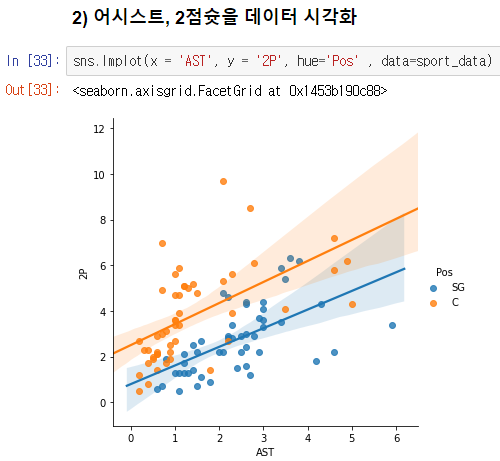 2) 어시스트, 2점슛을 데이터 시각화
In [33]: sns.lmplot(x = 'AST', y = '2P', hue='Pos' , data=sport_data)
Out[33]: <seaborn.axisgrid.FacetGrid at 0x1453b190c88>
12
10
8
6
4
2
0
2P
0 1 2 3 4 5 6
AST
Pos
SG
C